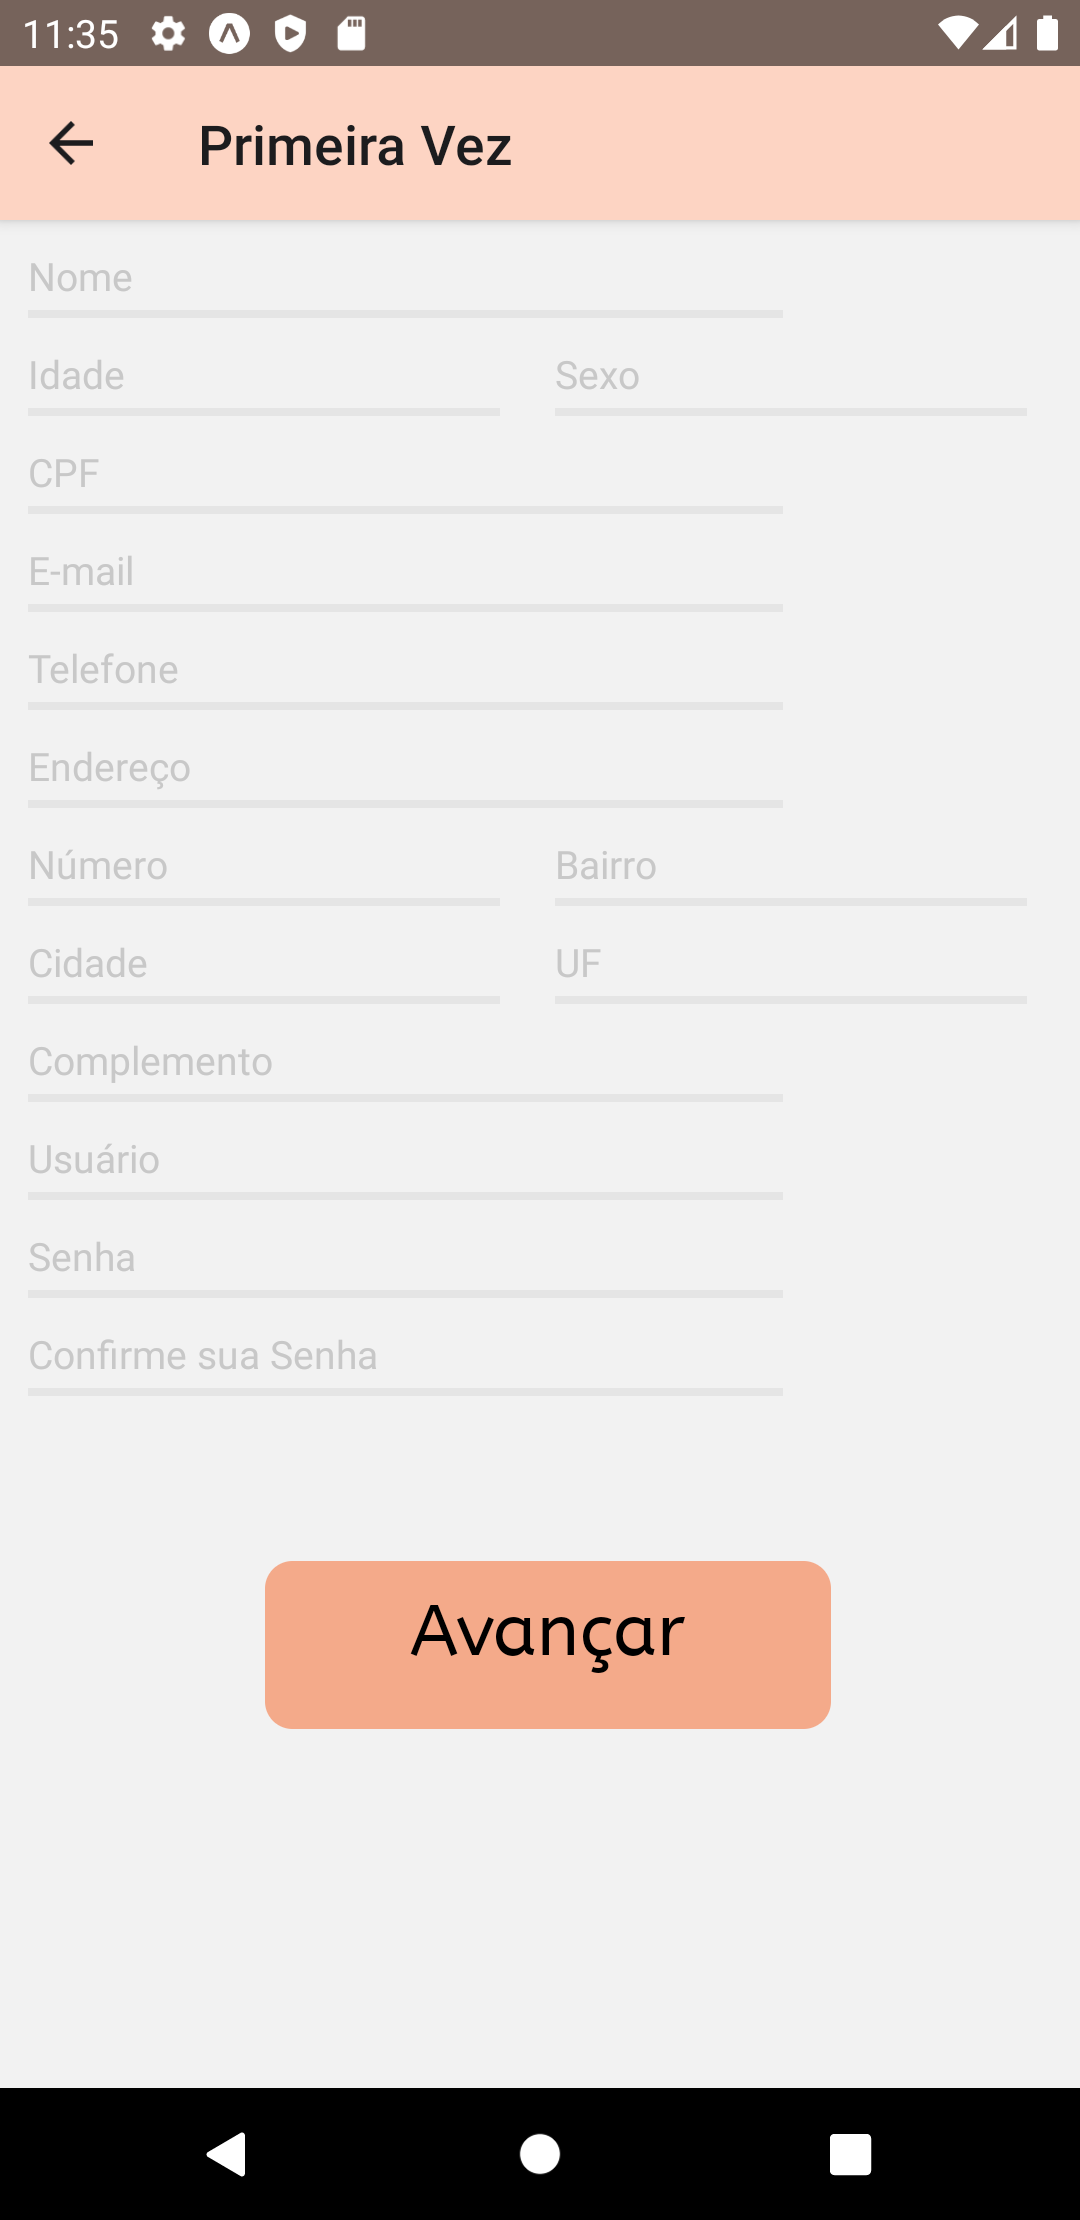 11:35
Primeira Vez
Nome
Idade Sexo
CPF
E-mail
Telefone
Endereço
Número Bairro
Cidade UF
Complemento
Usuário
Senha
Confirme sua Senha
Avançar